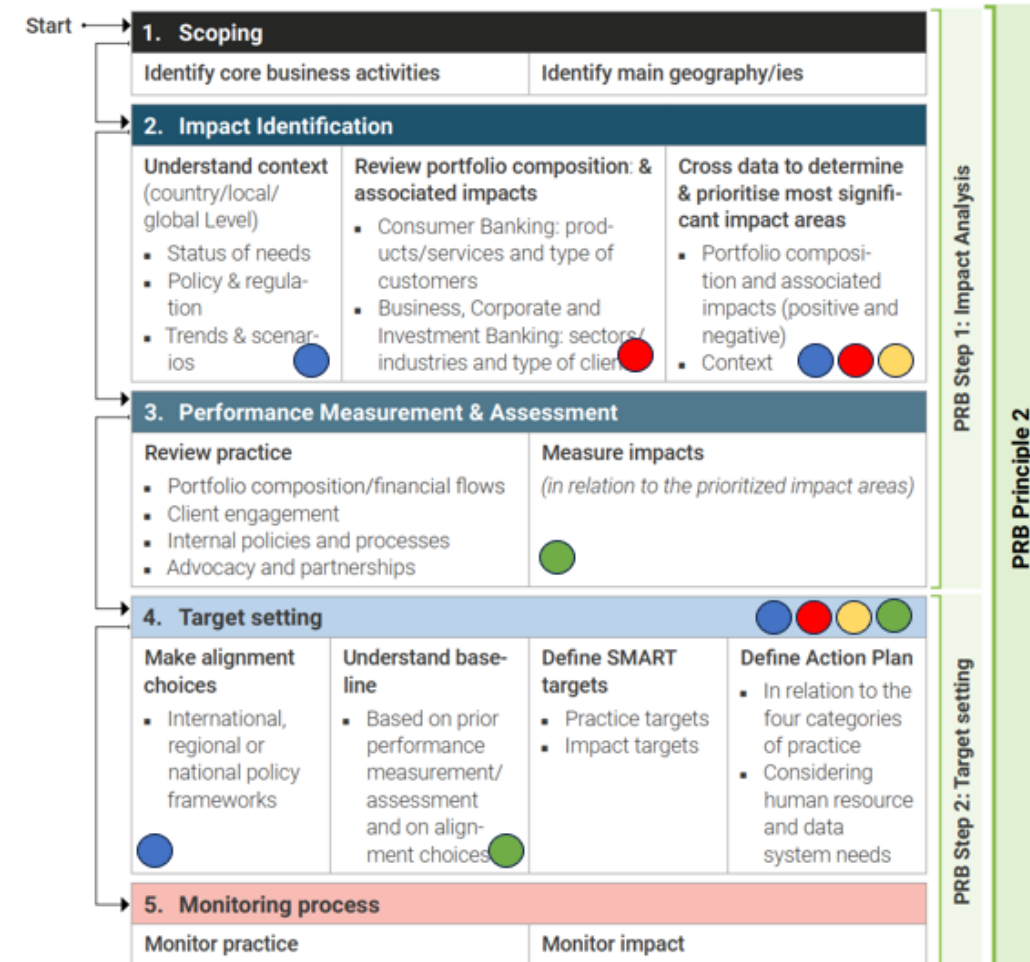 Start
1. Scoping
Identify core business activities
Identify main geography/ies
2. Impact Identification
Understand context
(country/local/
global Level)
▪ Status of needs
▪ Policy & regula-
tion
▪ Trends & scenar-
ios
Review portfolio composition: &
associated impacts
▪ Consumer Banking: prod-
ucts/services and type of
customers
▪ Business, Corporate and
Investment Banking: sectors/
industries and type of clien
Cross data to determine
& prioritise most signifi-
cant impact areas
▪ Portfolio composi-
tion and associated
impacts (positive and
negative)
▪ Context
3. Performance Measurement & Assessment
Review practice
▪ Portfolio composition/financial flows
▪ Client engagement
▪ Internal policies and processes
▪ Advocacy and partnerships
Measure impacts
(in relation to the prioritized impact areas)
4. Target setting
Make alignment
choices
▪ International,
regional or
national policy
frameworks
Understand base-
line
▪ Based on prior
performance
measurement/
assessment
and on align-
ment choices
Define SMART
targets
▪ Practice targets
▪ Impact targets
Define Action Plan
▪ In relation to the
four categories
of practice
▪ Considering
human resource
and data
system needs
5. Monitoring process
Monitor practice
Monitor impact
PRB Step 1: Impact Analysis
PRB Step 2: Target setting
PRB Principle 2